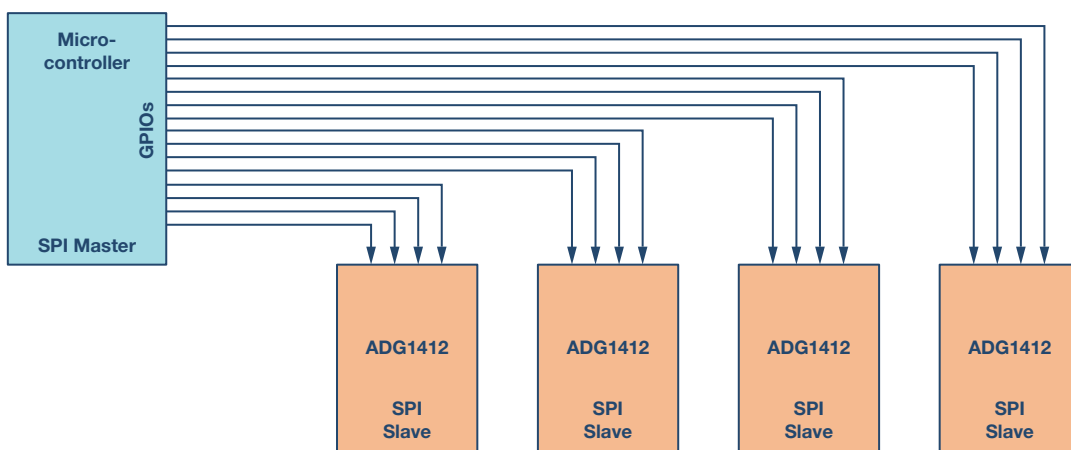 Micro-
controller
GPIOs
SPI Master
ADG1412
SPI
Slave
ADG1412
SPI
Slave
ADG1412
SPI
Slave
ADG1412
SPI
Slave